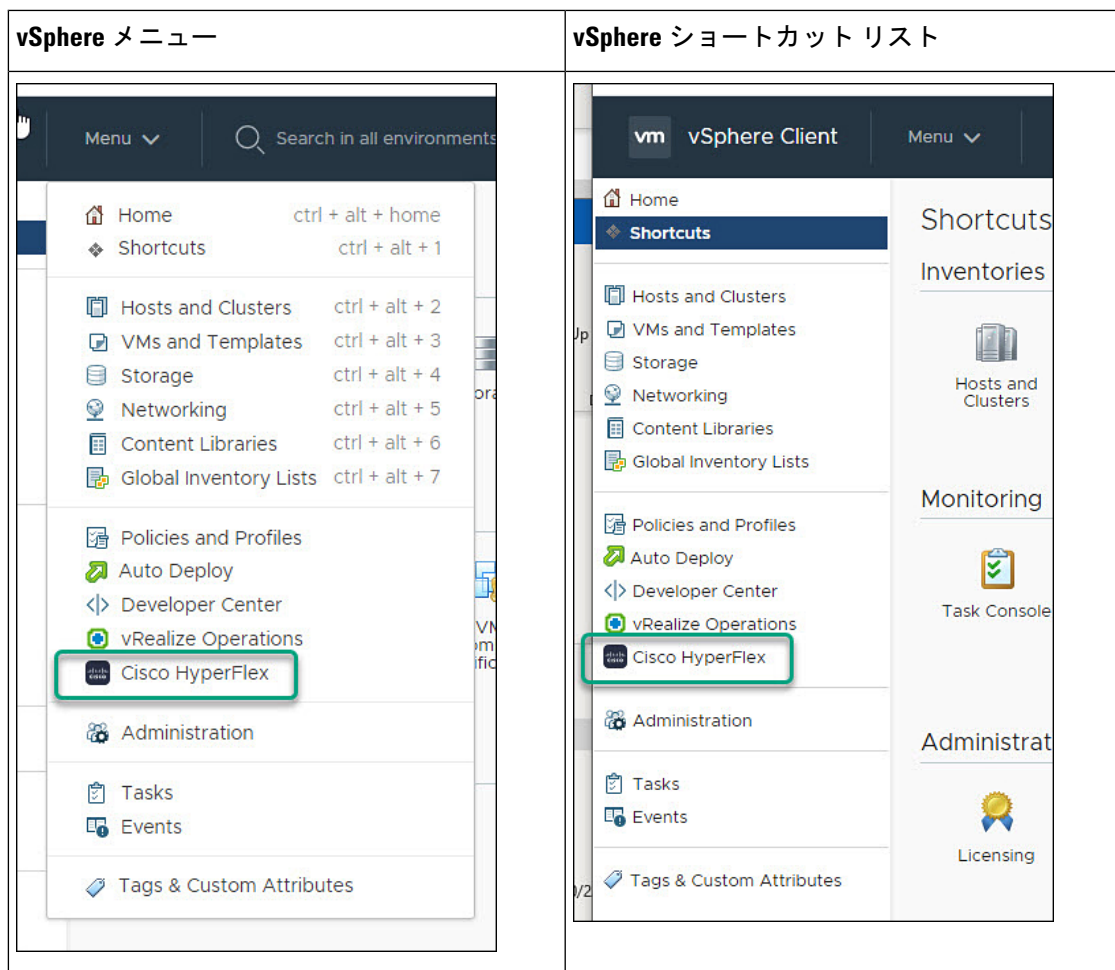 vSphere メニュー
vSphere ショートカット リスト
Menu
Search in all environments
Home ctrl + alt + home
Shortcuts ctrl + alt + 1
Hosts and Clusters ctrl + alt + 2
VMs and Templates ctrl + alt + 3
Storage ctrl + alt + 4
Networking ctrl + alt + 5
Content Libraries ctrl + alt + 6
Global Inventory Lists ctrl + alt + 7
Policies and Profiles
Auto Deploy
Developer Center
vRealize Operations
Cisco HyperFlex
Administration
Tasks
Events
Tags & Custom Attributes
vm vSphere Client
Menu
Home
Shortcuts
Hosts and Clusters
VMs and Templates
Storage
Networking
Content Libraries
Global Inventory Lists
Policies and Profiles
Auto Deploy
Developer Center
vRealize Operations
Cisco HyperFlex
Administration
Tasks
Events
Tags & Custom Attributes
Shortcuts
Inventories
Hosts and
Clusters
Monitoring
Task Console
Administrat
Licensing